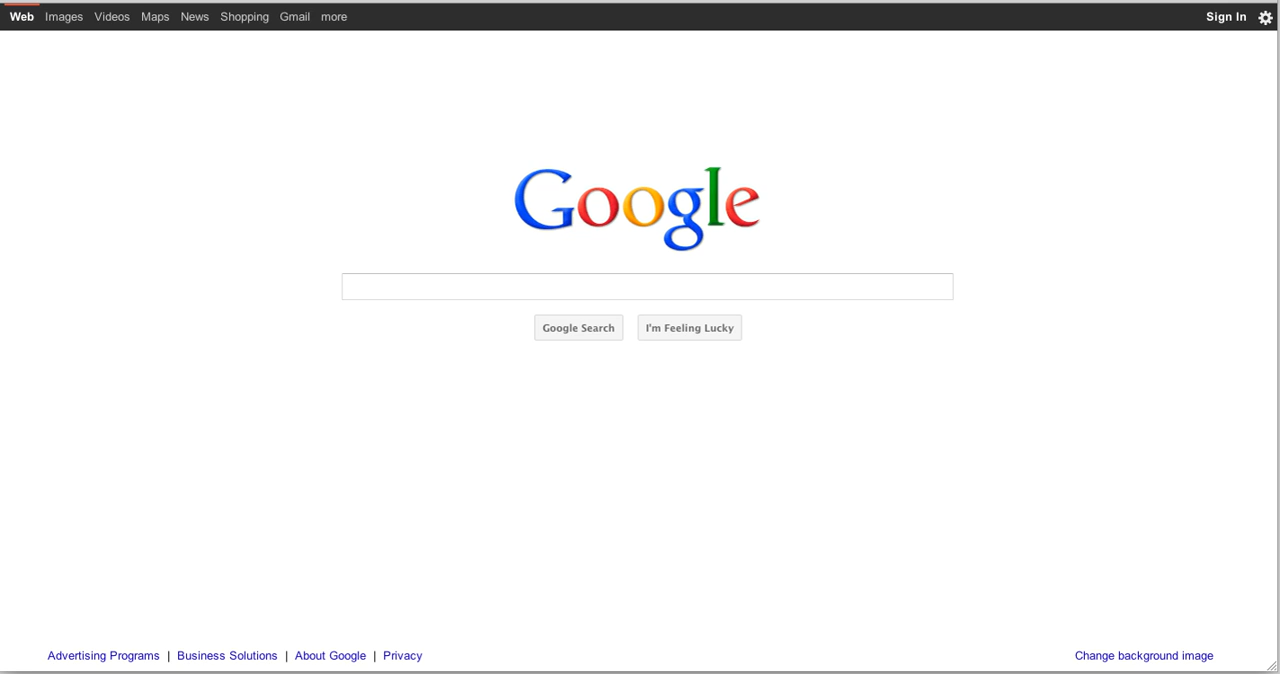 Web Images Videos Maps News Shopping Gmail more Sign In
Google
Google Search I'm Feeling Lucky
Advertising Programs | Business Solutions | About Google | Privacy Change background image